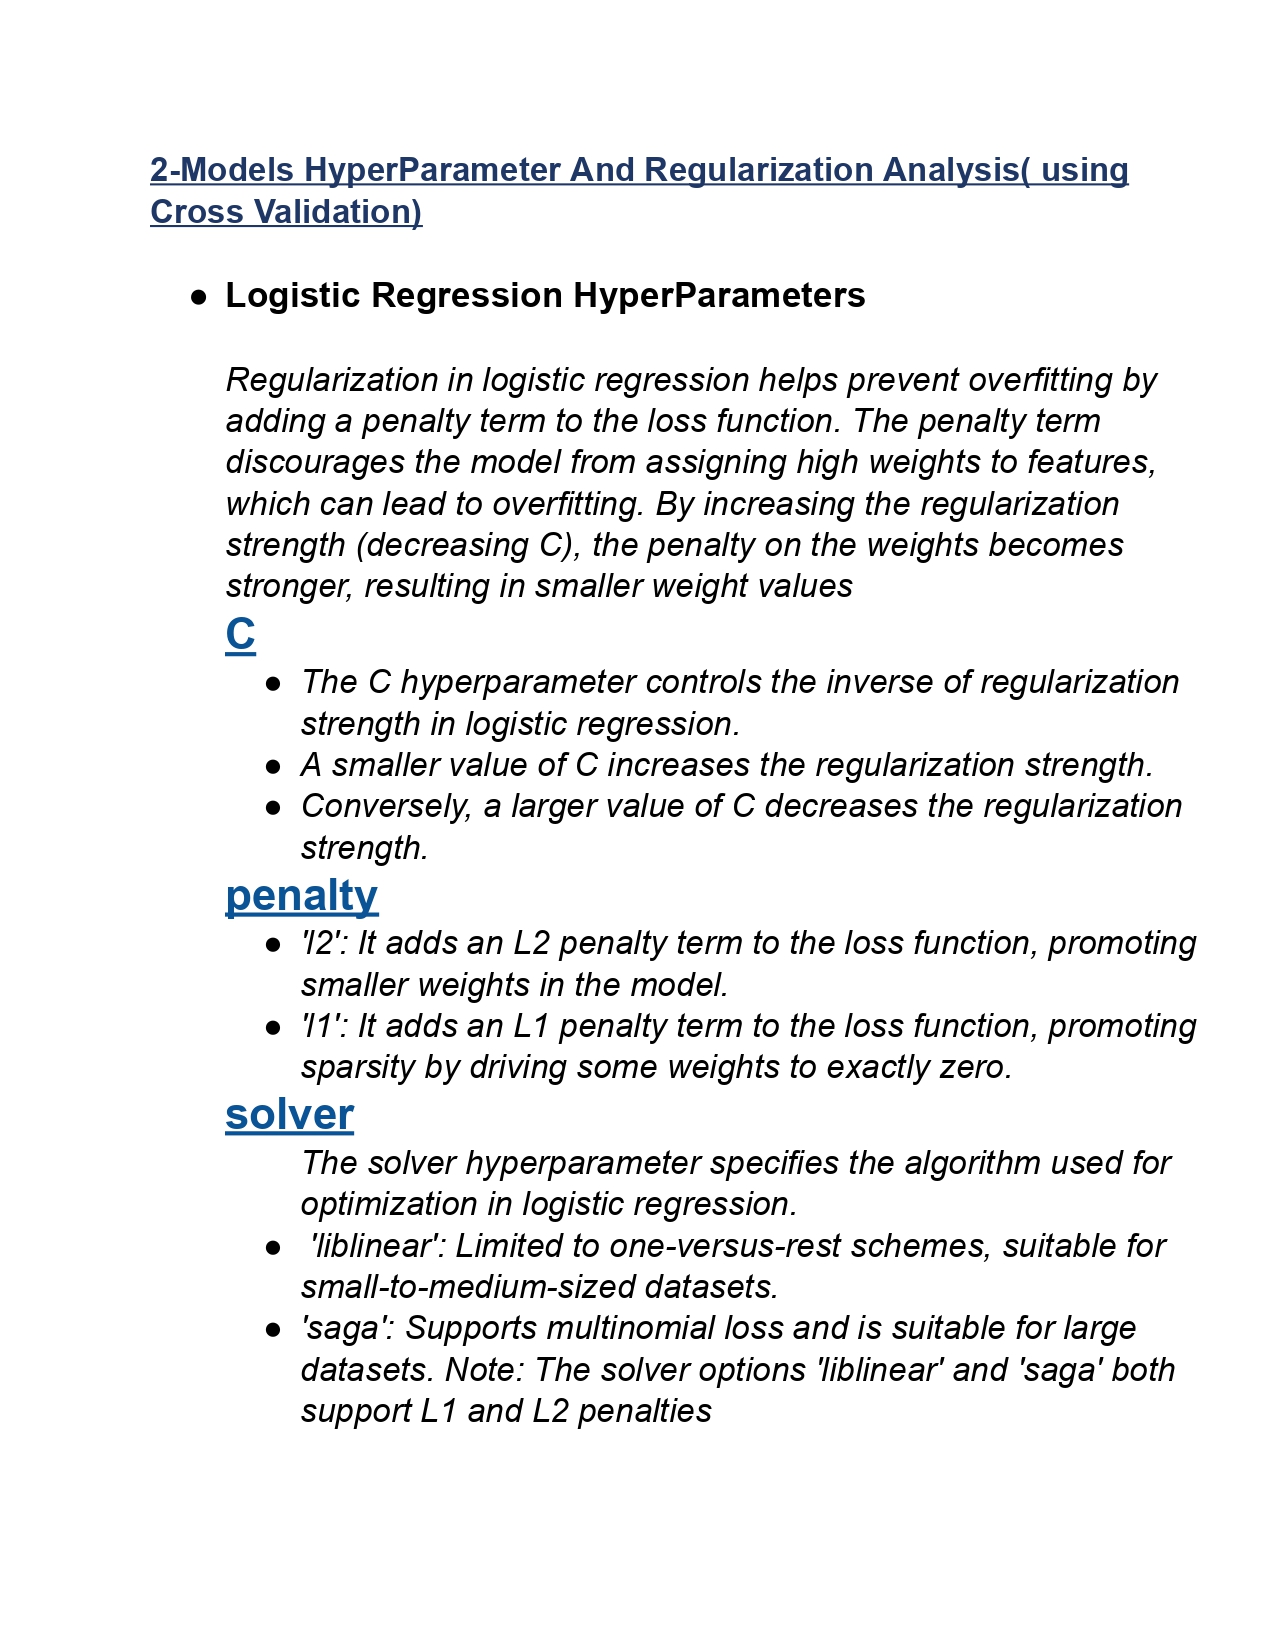 2-Models HyperParameter And Regularization Analysis( using
Cross Validation)
● Logistic Regression HyperParameters
Regularization in logistic regression helps prevent overfitting by
adding a penalty term to the loss function. The penalty term
discourages the model from assigning high weights to features,
which can lead to overfitting. By increasing the regularization
strength (decreasing C), the penalty on the weights becomes
stronger, resulting in smaller weight values
C
● The C hyperparameter controls the inverse of regularization
strength in logistic regression.
● A smaller value of C increases the regularization strength.
● Conversely, a larger value of C decreases the regularization
strength.
penalty
● 'l2': It adds an L2 penalty term to the loss function, promoting
smaller weights in the model.
● 'l1': It adds an L1 penalty term to the loss function, promoting
sparsity by driving some weights to exactly zero.
solver
The solver hyperparameter specifies the algorithm used for
optimization in logistic regression.
● 'liblinear': Limited to one-versus-rest schemes, suitable for
small-to-medium-sized datasets.
● 'saga': Supports multinomial loss and is suitable for large
datasets. Note: The solver options 'liblinear' and 'saga' both
support L1 and L2 penalties